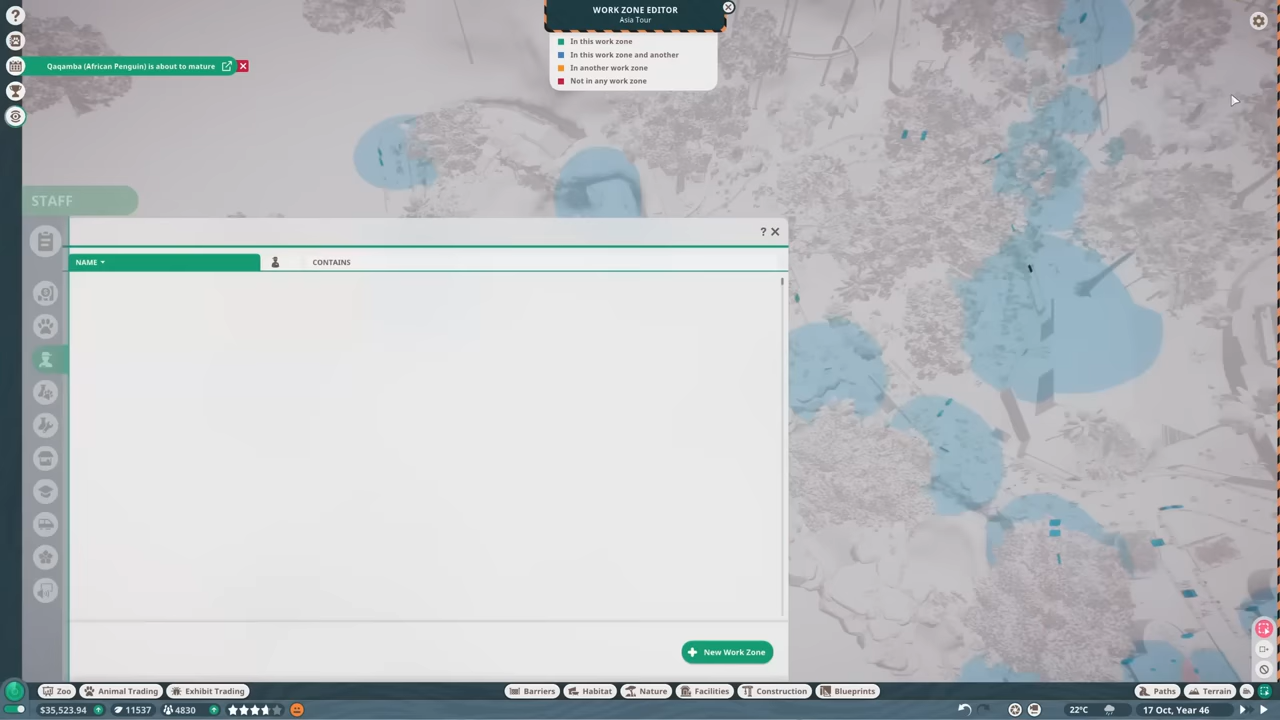 WORK ZONE EDITOR
Asia Tour
In this work zone
In this work zone and another
In another work zone
Not in any work zone
?
Qaqamba (African Penguin) is about to mature
STAFF
?
NAME
CONTAINS
New Work Zone
Zoo
Animal Trading
Exhibit Trading
Barriers
Habitat
Nature
Facilities
Construction
Blueprints
Paths
Terrain
$35,523.94
11537
4830
22°C
17 Oct, Year 46